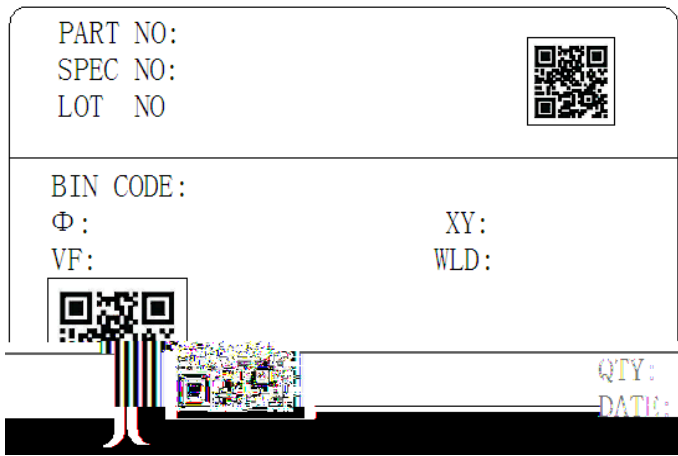 PART NO:
SPEC NO:
LOT NO
BIN CODE:
Φ: XY:
VF: WLD:
QTY:
DATE: